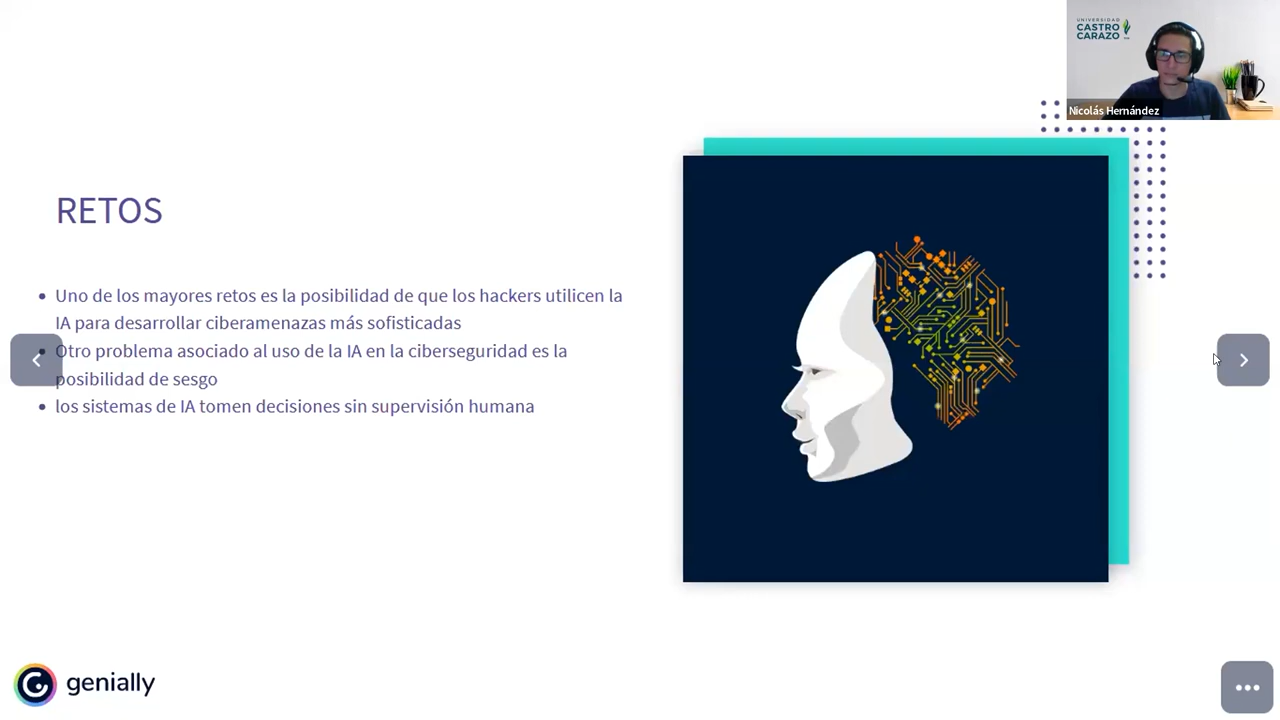 UNIVERSIDAD
CASTRO
CARAZO
Nicolás Hernández
RETOS
Uno de los mayores retos es la posibilidad de que los hackers utilicen la
IA para desarrollar ciberamenazas más sofisticadas
Otro problema asociado al uso de la IA en la ciberseguridad es la
posibilidad de sesgo
los sistemas de IA tomen decisiones sin supervisión humana
genially